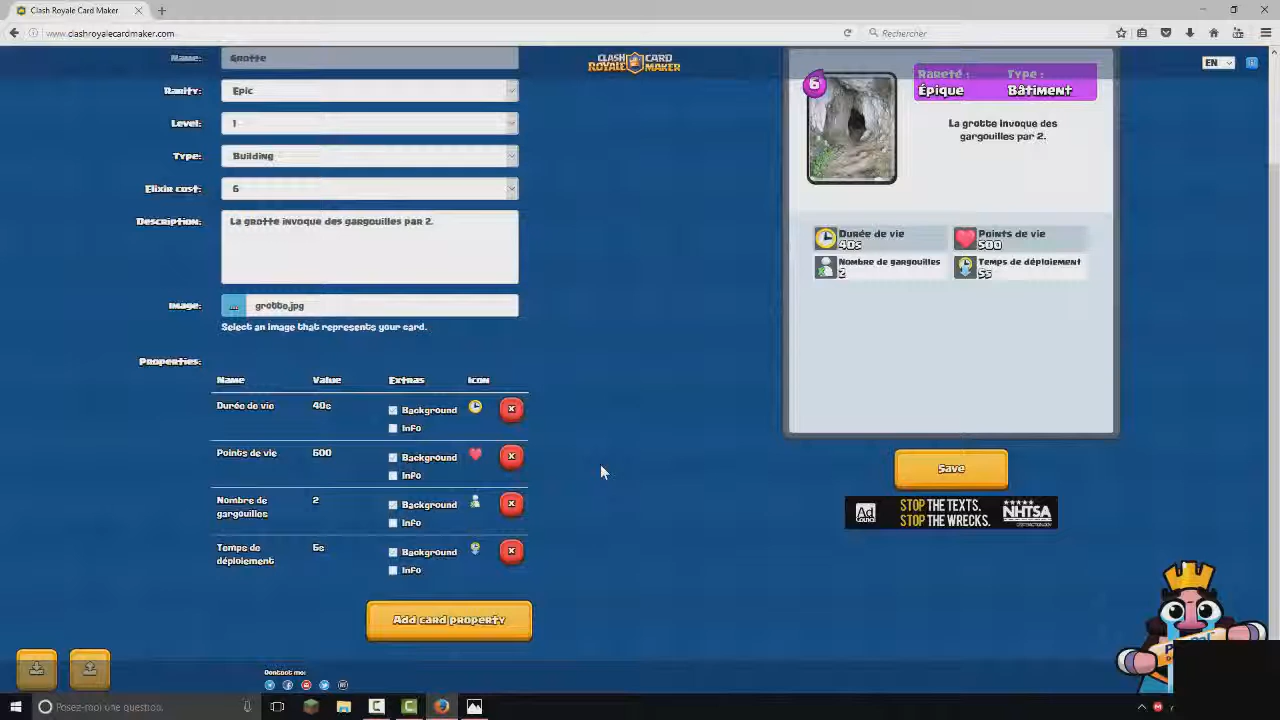 Clash Royale Card Maker
www.clashroyalecardmaker.com
Rechercher
Name:
Grotte
CLASH CARD
ROYALE MAKER
EN
Rarity:
Epic
Level:
1
Type:
Building
Elixir cost:
6
Description:
La grotte invoque des gargouilles par 2.
Image:
...
grotte.jpg
Select an image that represents your card.
Properties:
Name Value Extras Icon
Durée de vie
40s
Background
Info
Points de vie
500
Background
Info
Nombre de
gargouilles
2
Background
Info
Temps de
déploiement
5s
Background
Info
Add card property
Contact me:
6
Rareté :
Épique
Type :
Bâtiment
La grotte invoque des
gargouilles par 2.
Durée de vie
40s
Points de vie
500
Nombre de gargouilles
2
Temps de déploiement
5s
Save
Ad
COUNCIL
STOP THE TEXTS.
STOP THE WRECKS.
NHTSA
Posez-moi une question.